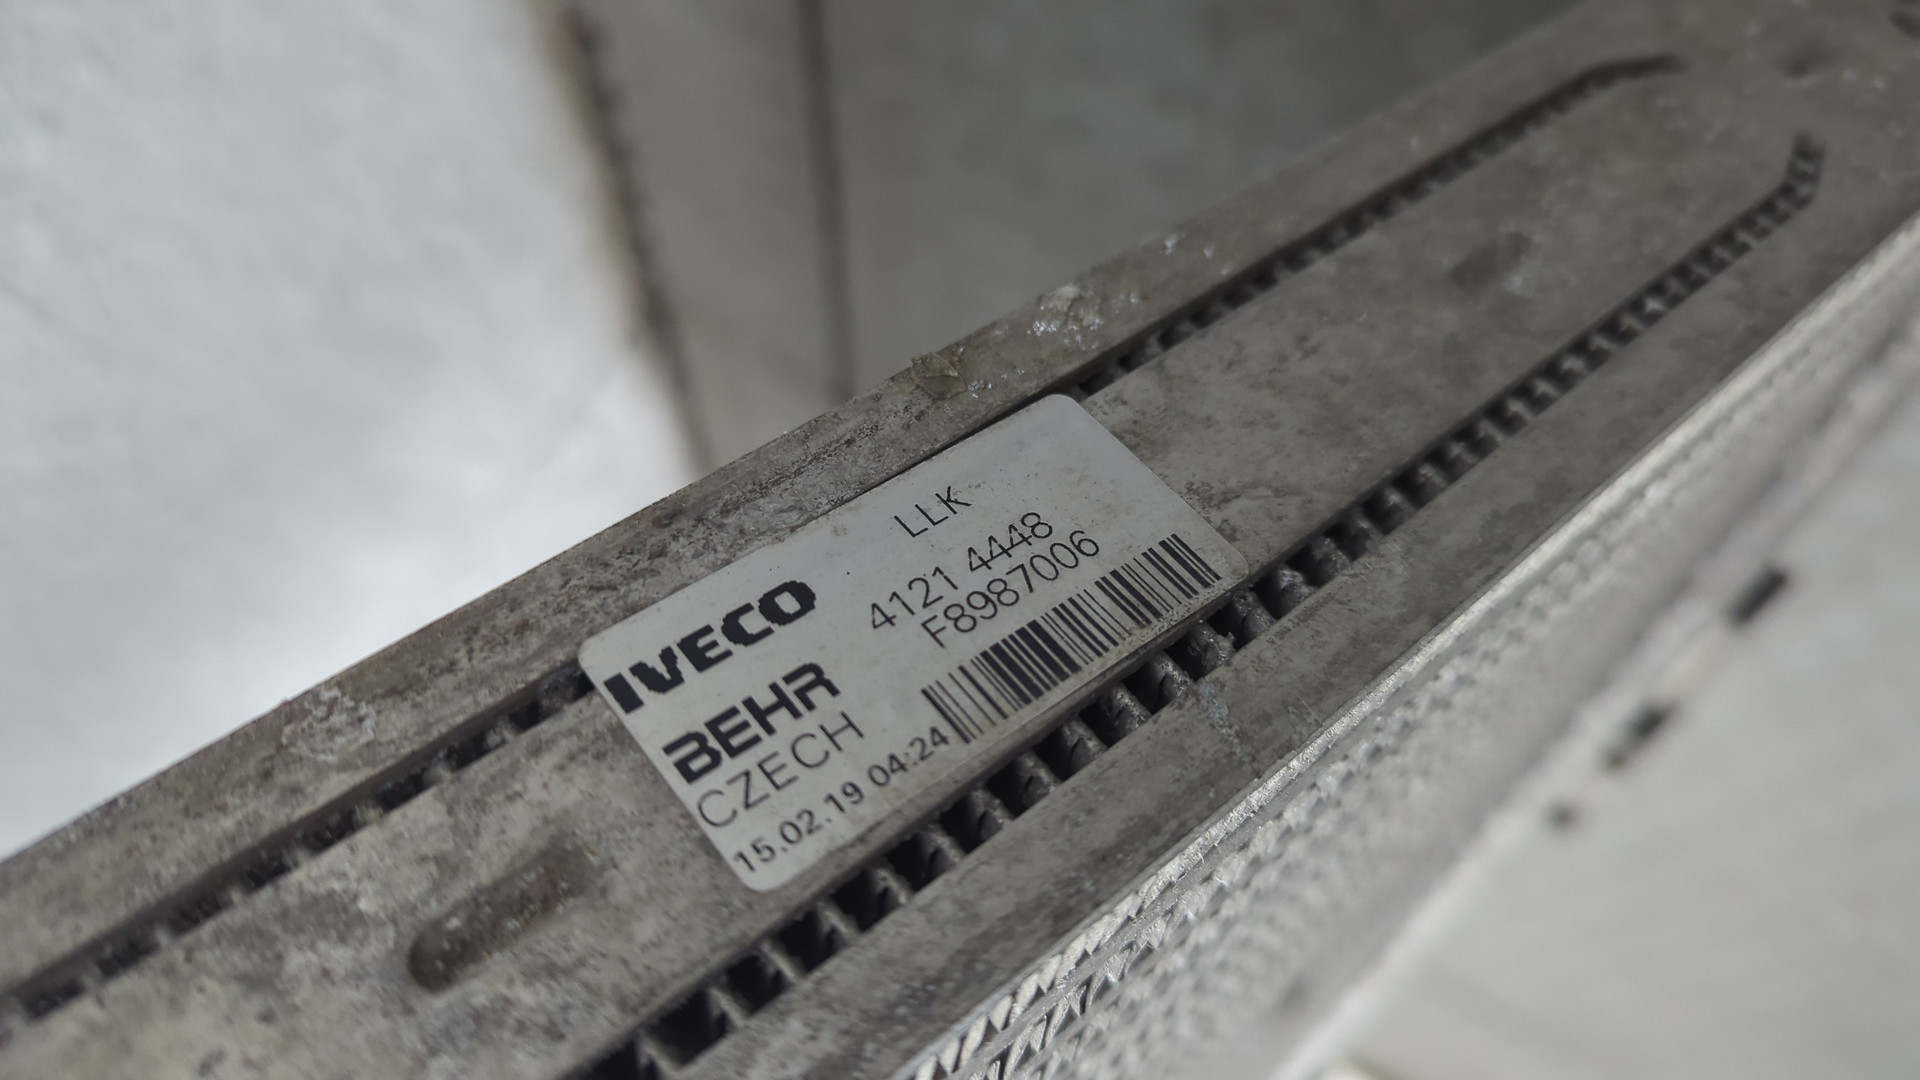 LLK
IVECO
4121 4448
F8987006
BEHR
CZECH
15.02.19 04:24